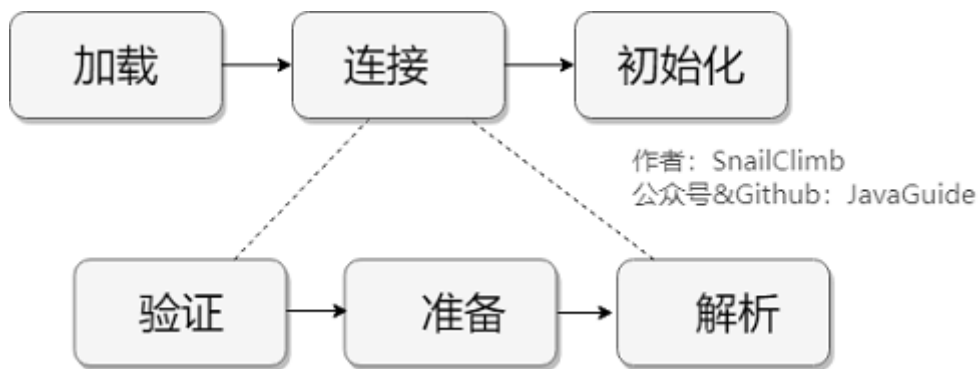 加载
连接
初始化
作者：SnailClimb
公众号&Github：JavaGuide
验证
准备
解析